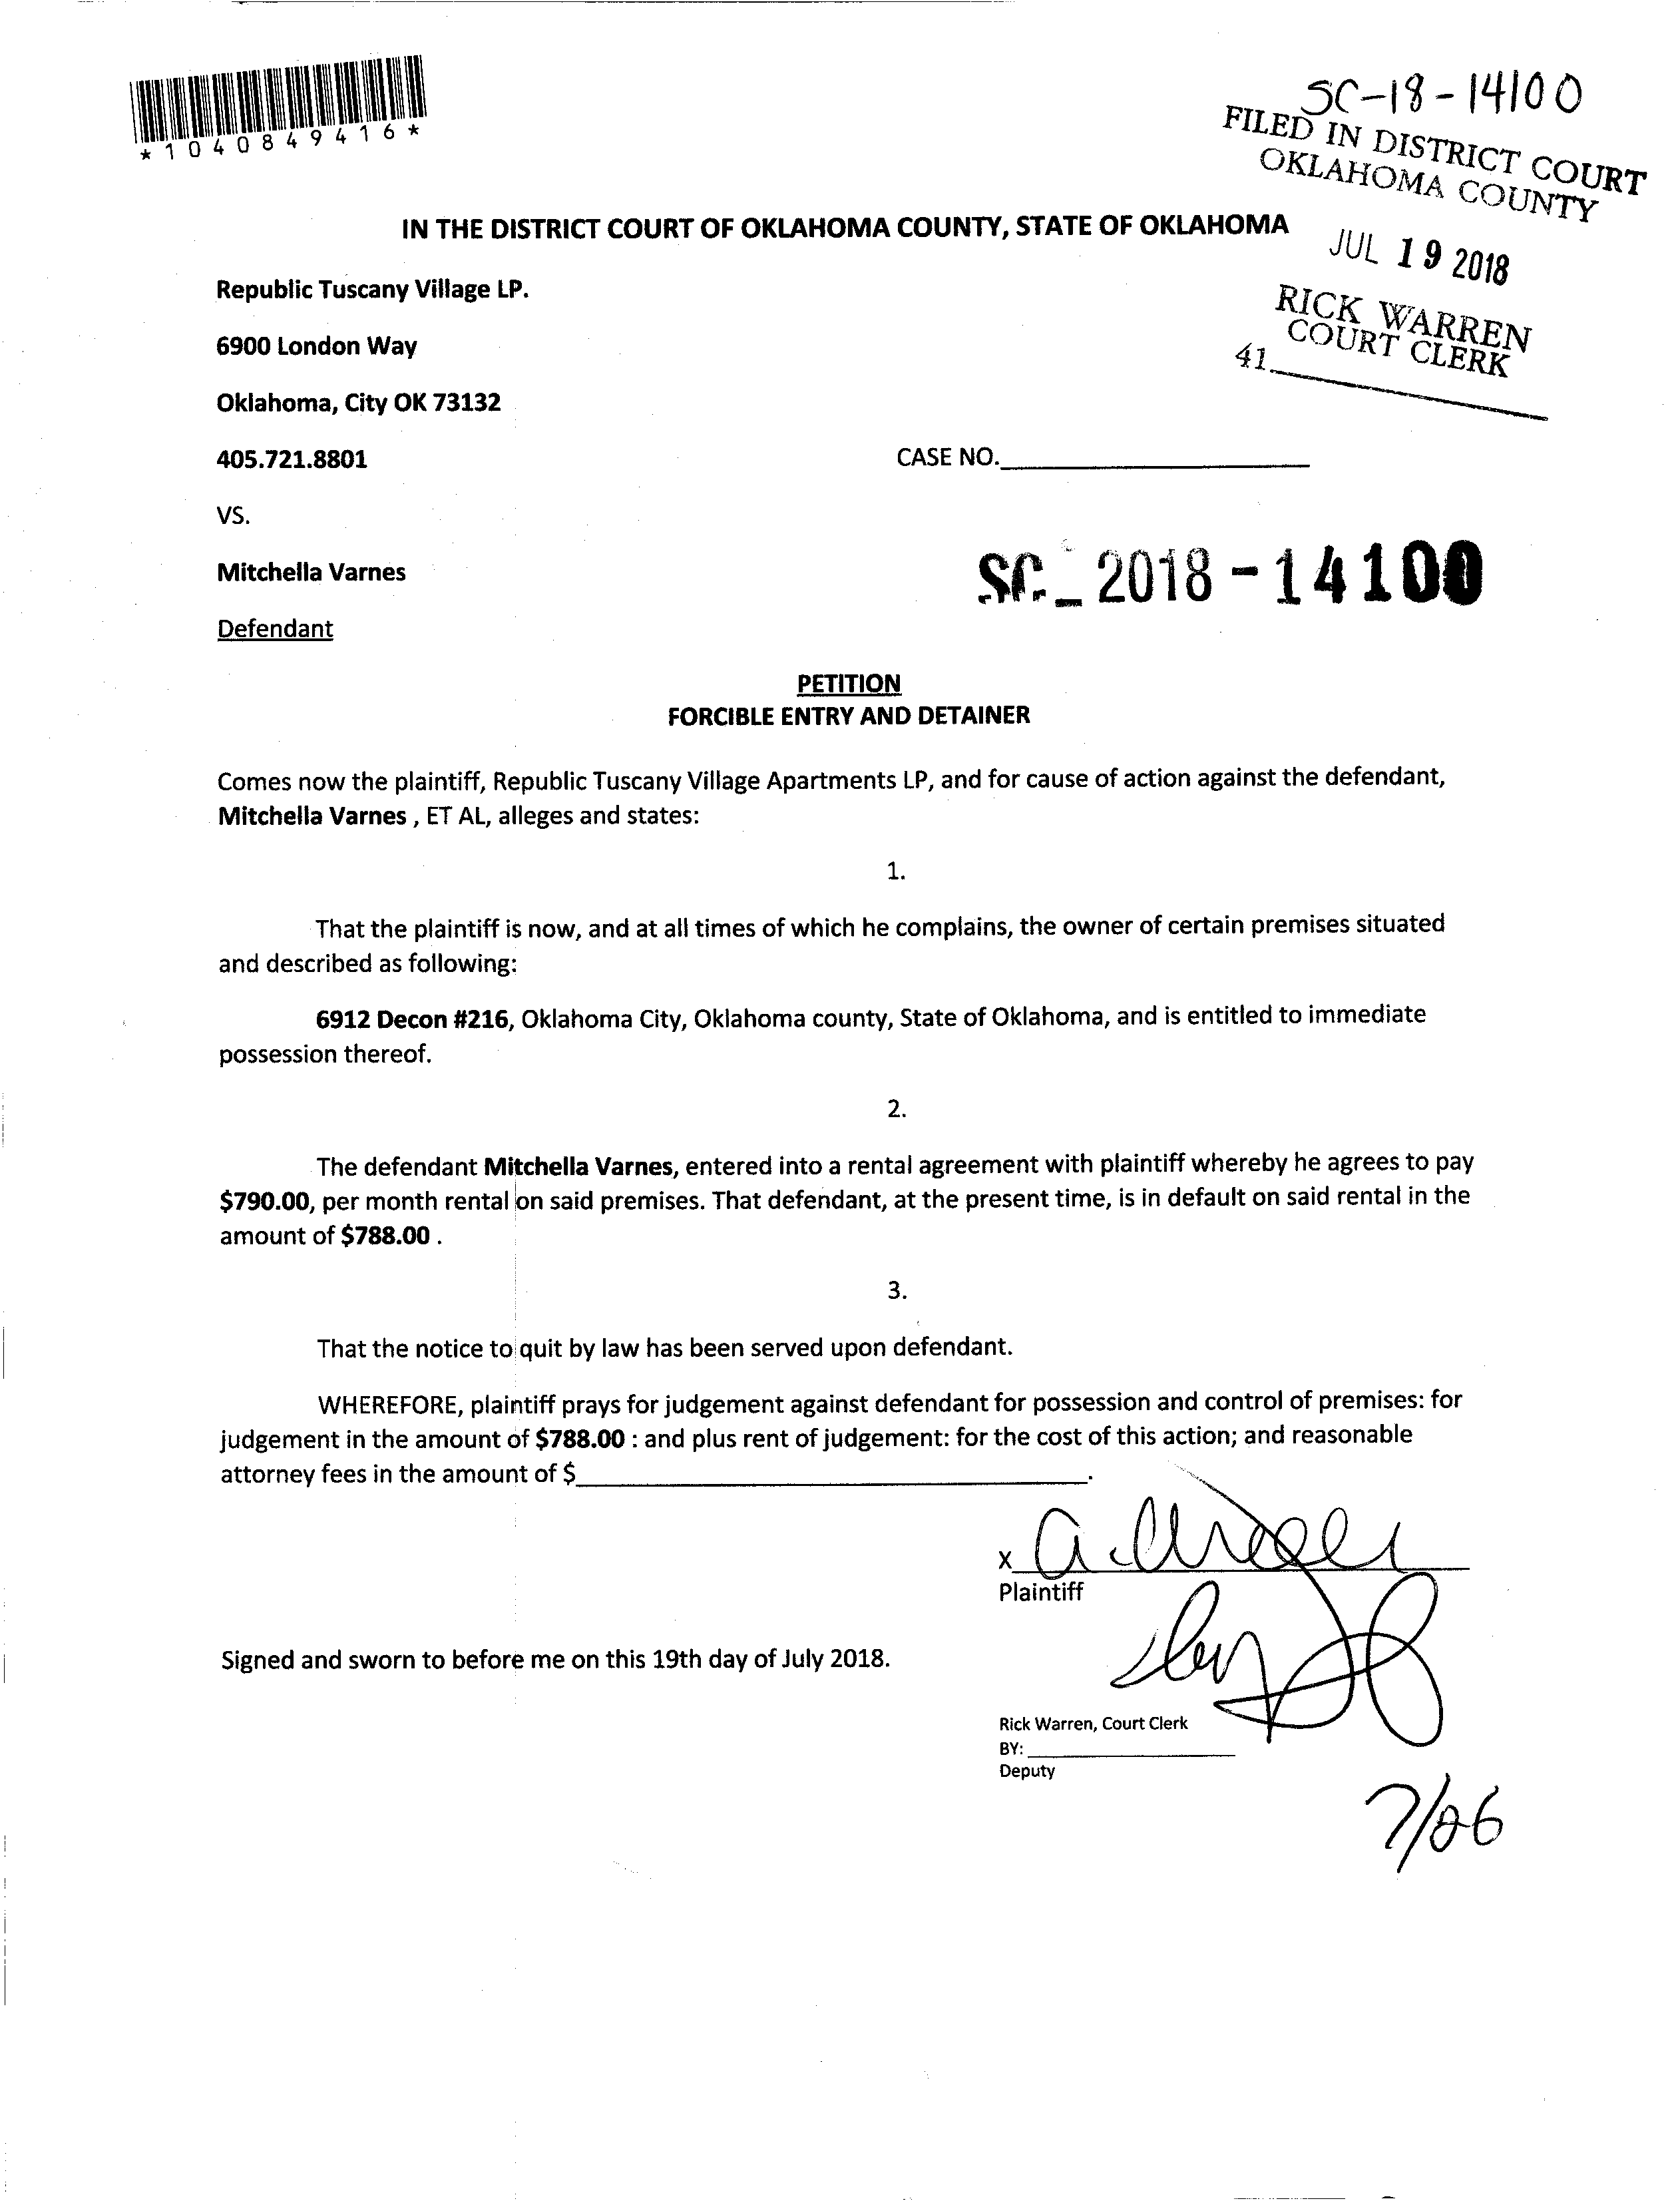 *1040849416*
SC-18-14100
FILED IN DISTRICT COURT
OKLAHOMA COUNTY
IN THE DISTRICT COURT OF OKLAHOMA COUNTY, STATE OF OKLAHOMA
JUL 19 2018
Republic Tuscany Village LP.
RICK WARREN
COURT CLERK
6900 London Way
41.
Oklahoma, City OK 73132
405.721.8801
CASE NO.
VS.
Mitchella Varnes
SC_2018-14100
Defendant
PETITION
FORCIBLE ENTRY AND DETAINER
Comes now the plaintiff, Republic Tuscany Village Apartments LP, and for cause of action against the defendant,
Mitchella Varnes , ET AL, alleges and states:
1.
That the plaintiff is now, and at all times of which he complains, the owner of certain premises situated
and described as following:
6912 Decon #216, Oklahoma City, Oklahoma county, State of Oklahoma, and is entitled to immediate
possession thereof.
2.
The defendant Mitchella Varnes, entered into a rental agreement with plaintiff whereby he agrees to pay
$790.00, per month rental on said premises. That defendant, at the present time, is in default on said rental in the
amount of $788.00 .
3.
That the notice to quit by law has been served upon defendant.
WHEREFORE, plaintiff prays for judgement against defendant for possession and control of premises: for
judgement in the amount of $788.00 : and plus rent of judgement: for the cost of this action; and reasonable
attorney fees in the amount of $ .
X
Plaintiff
Signed and sworn to before me on this 19th day of July 2018.
Rick Warren, Court Clerk
BY:
Deputy
7/26